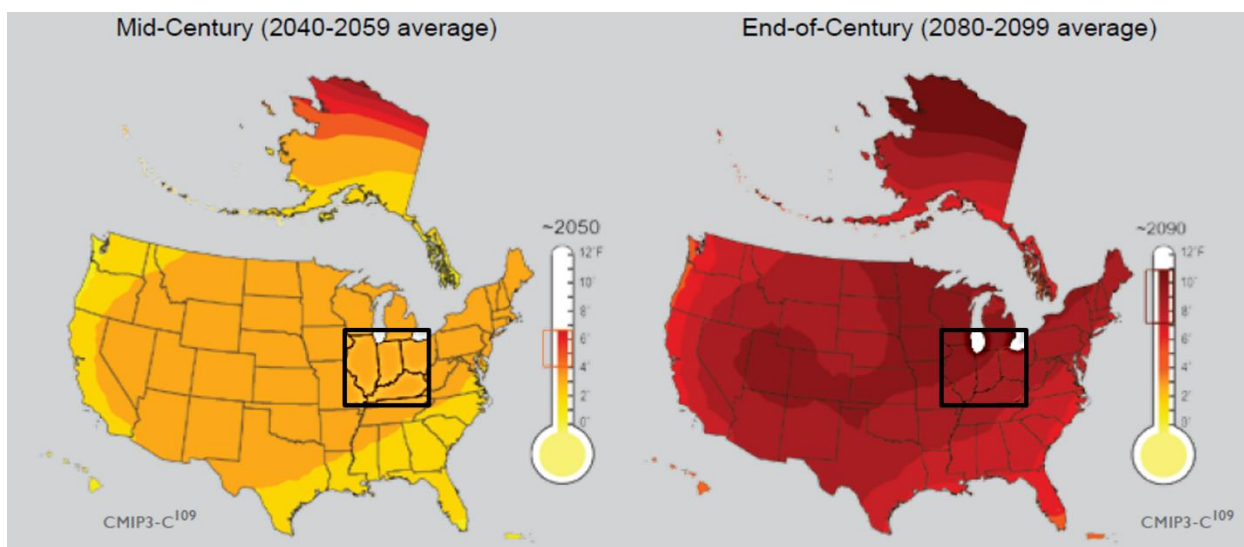 Mid-Century (2040-2059 average)
End-of-Century (2080-2099 average)
~2050
12°F
10°
8°
6°
4°
2°
0°
~2090
12°F
10°
8°
6°
4°
2°
0°
CMIP3-C109
CMIP3-C109